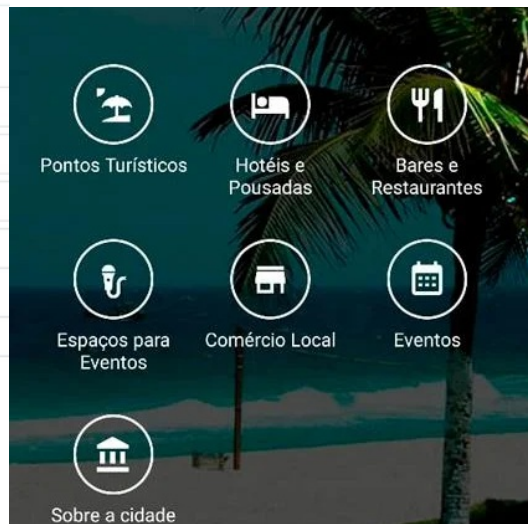 Pontos Turísticos
Hotéis e
Pousadas
Bares e
Restaurantes
Espaços para
Eventos
Comércio Local
Eventos
Sobre a cidade